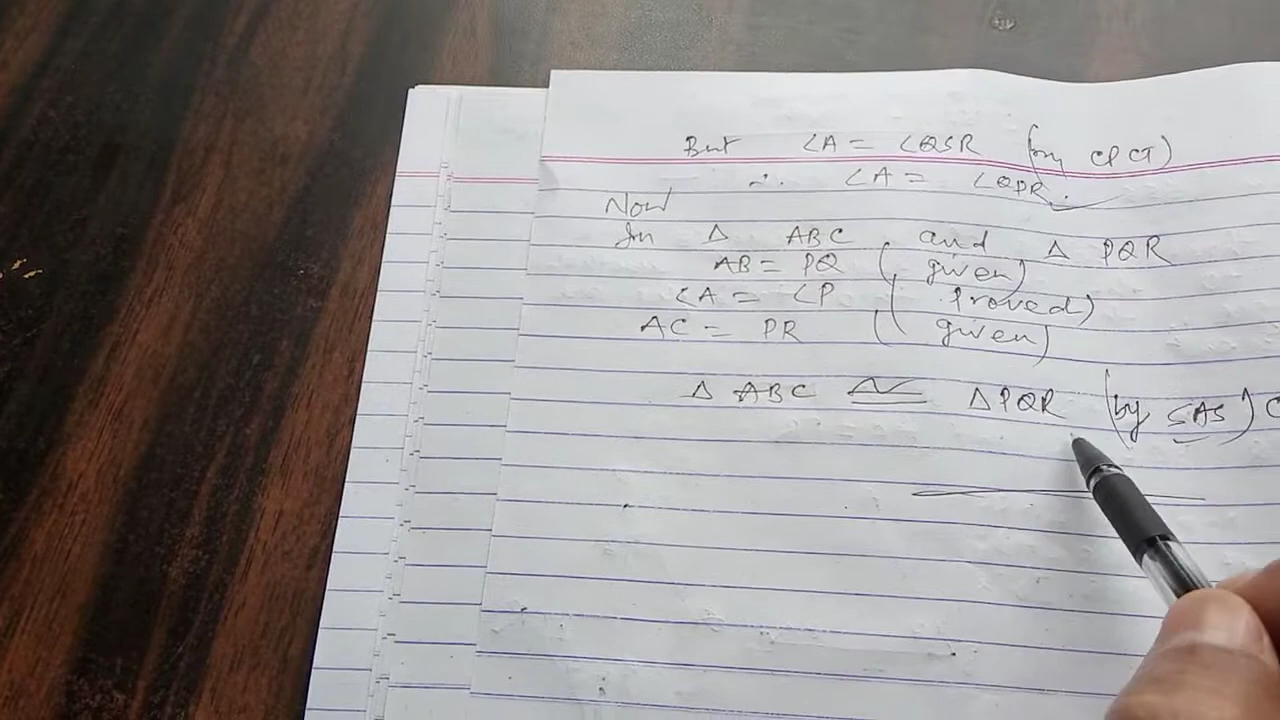 But ∠A = ∠QSR (by CPCT)
∴ ∠A = ∠QPR.
Now
In Δ ABC and Δ PQR
AB = PQ (given)
∠A = ∠P (proved)
AC = PR (given)
Δ ABC ≅ ΔPQR (by SAS) C